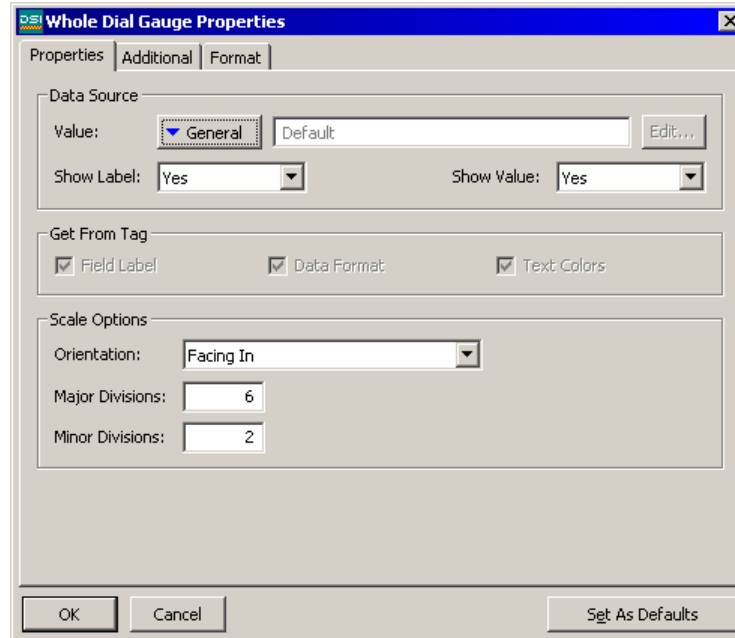 DSI Whole Dial Gauge Properties
Properties Additional Format
Data Source
Value: General Default Edit...
Show Label: Yes Show Value: Yes
Get From Tag
Field Label Data Format Text Colors
Scale Options
Orientation: Facing In
Major Divisions: 6
Minor Divisions: 2
OK Cancel Set As Defaults